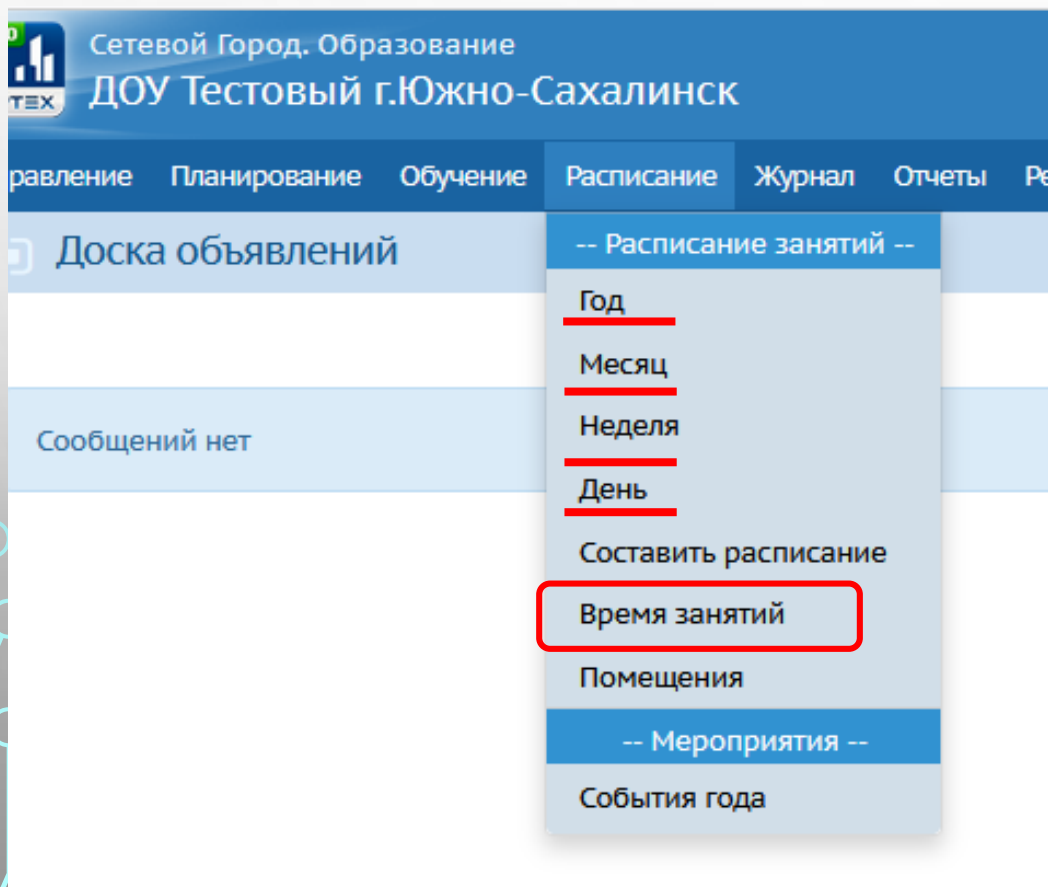 Сетевой Город. Образование
ДОУ Тестовый г.Южно-Сахалинск
равление Планирование Обучение Расписание Журнал Отчеты Ре
Доска объявлений
-- Расписание занятий --
Год
Месяц
Сообщений нет
Неделя
День
Составить расписание
Время занятий
Помещения
-- Мероприятия --
События года